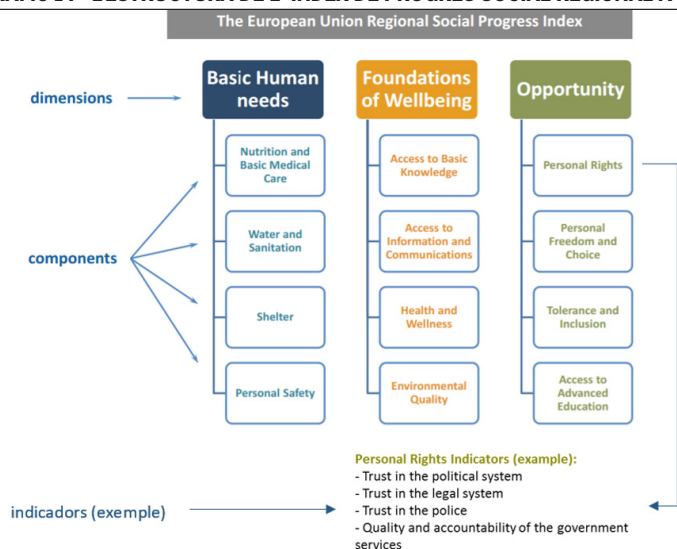 The European Union Regional Social Progress Index
dimensions
Basic Human
needs
Foundations
of Wellbeing
Opportunity
components
Nutrition and
Basic Medical
Care
Water and
Sanitation
Shelter
Personal Safety
Access to Basic
Knowledge
Access to
Information and
Communications
Health and
Wellness
Environmental
Quality
Personal Rights
Personal
Freedom and
Choice
Tolerance and
Inclusion
Access to
Advanced
Education
indicadors (exemple)
Personal Rights Indicators (example):
- Trust in the political system
- Trust in the legal system
- Trust in the police
- Quality and accountability of the government
services